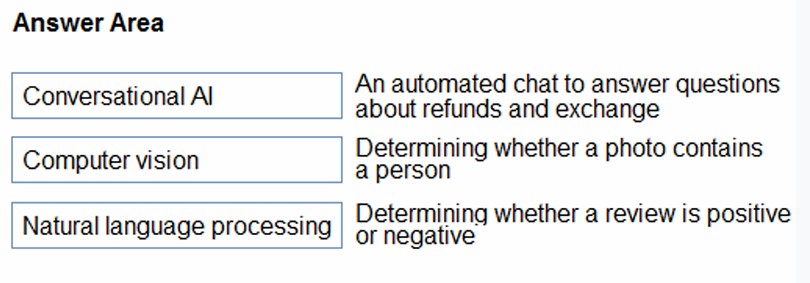 Answer Area
Conversational AI
An automated chat to answer questions
about refunds and exchange
Computer vision
Determining whether a photo contains
a person
Natural language processing
Determining whether a review is positive
or negative